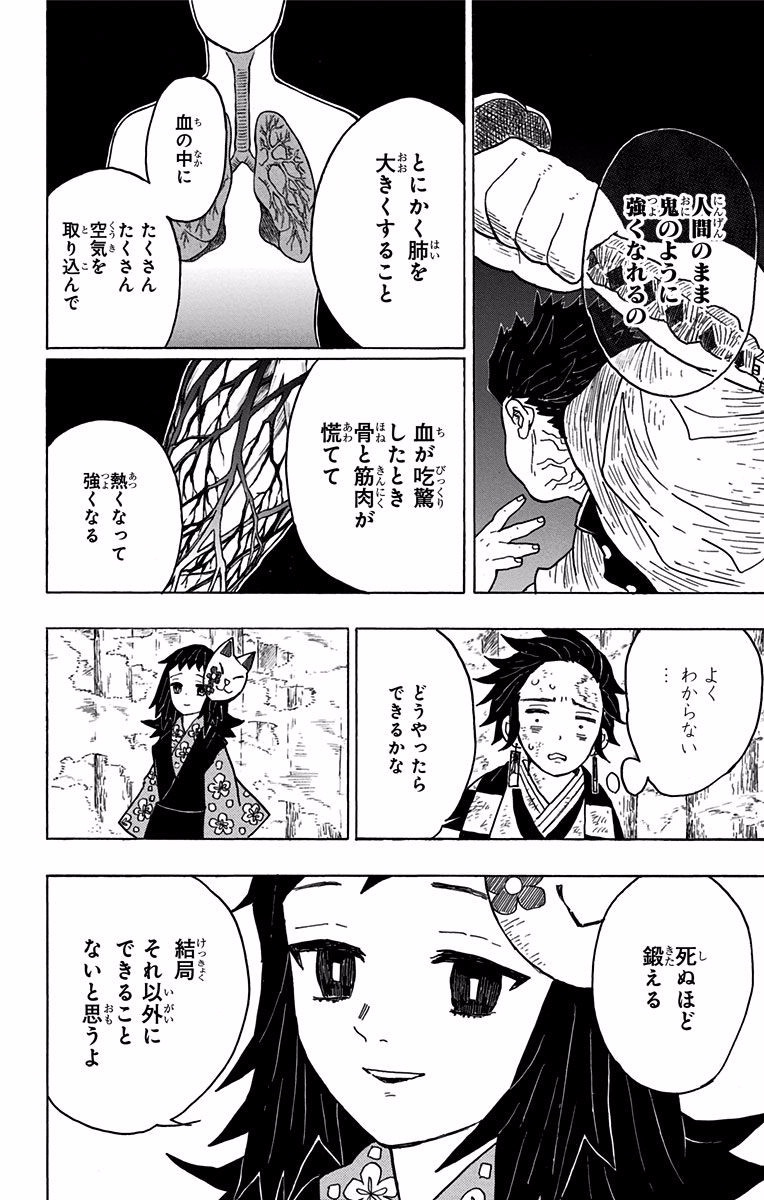 人間のまま
鬼のように
強くなれるの
とにかく肺を
大きくすること
血の中に
たくさん
たくさん
空気を
取り込んで
血が吃驚
したとき
骨と筋肉が
慌てて
熱くなって
強くなる
よく
わからない
…
どうやったら
できるかな
死ぬほど
鍛える
結局
それ以外に
できること
ないと思うよ